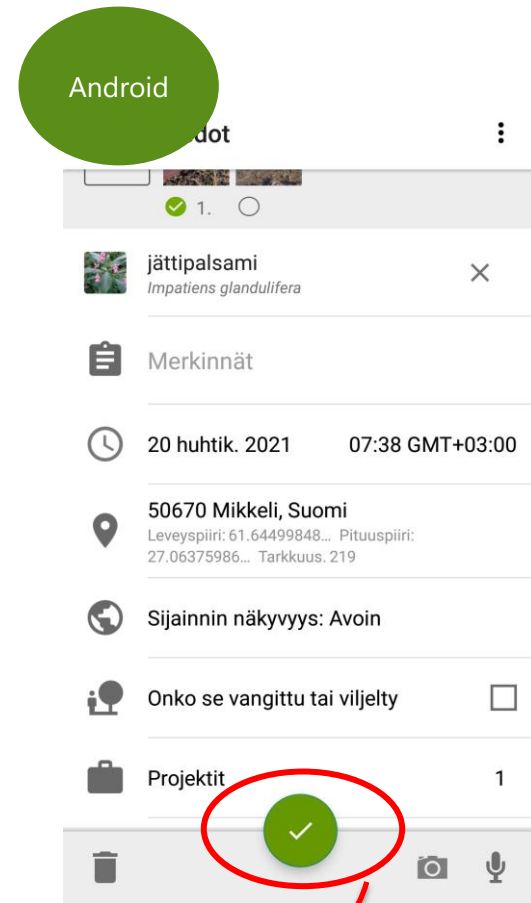 Android
dot
1.
jättipalsami
Impatiens glandulifera
Merkinnät
20 huhtik. 2021 07:38 GMT+03:00
50670 Mikkeli, Suomi
Leveyspiiri: 61.64499848... Pituuspiiri:
27.06375986... Tarkkuus. 219
Sijainnin näkyvyys: Avoin
Onko se vangittu tai viljelty
Projektit 1